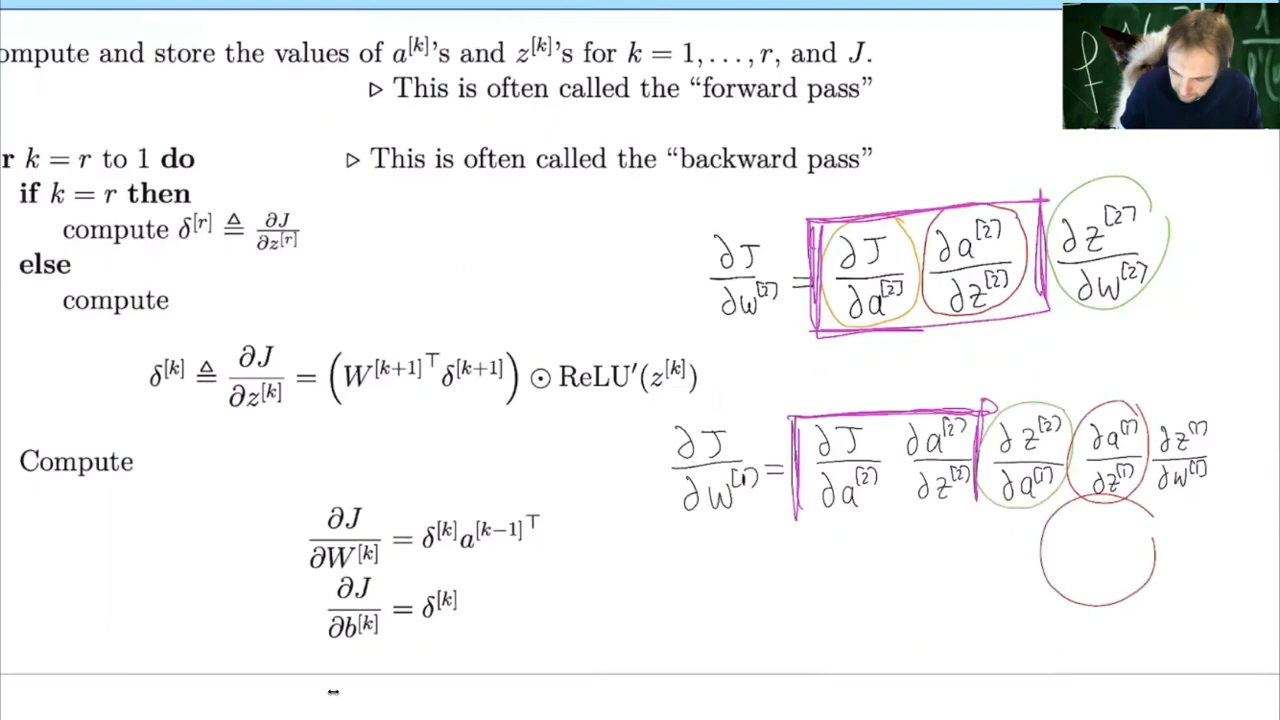 ompute and store the values of a^[k]'s and z^[k]'s for k = 1, . . . , r, and J.
▷ This is often called the “forward pass”
r k = r to 1 do ▷ This is often called the “backward pass”
if k = r then
compute δ^[r] ≜ ∂J/∂z^[r]
else
compute
δ^[k] ≜ ∂J/∂z^[k] = (W^[k+1]⊤ δ^[k+1]) ⊙ ReLU′(z^[k])
Compute
∂J/∂W^[k] = δ^[k] a^[k−1]⊤
∂J/∂b^[k] = δ^[k]
∂J/∂w^[2] = ∂J/∂a^[2] ∂a^[2]/∂z^[2] ∂z^[2]/∂w^[2]
∂J/∂w^[1] = ∂J/∂a^[2] ∂a^[2]/∂z^[2] ∂z^[2]/∂a^[1] ∂a^[1]/∂z^[1] ∂z^[1]/∂w^[1]